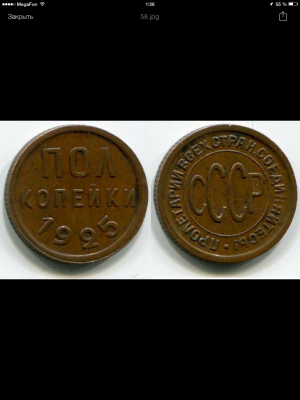 MegaFon 1:36 55 %
Закрыть 58.jpg
ПОЛ
КОПЕЙКИ
1925
ПРОЛЕТАРИИ ВСЕХ СТРАН, СОЕДИНЯЙТЕСЬ!
СССР